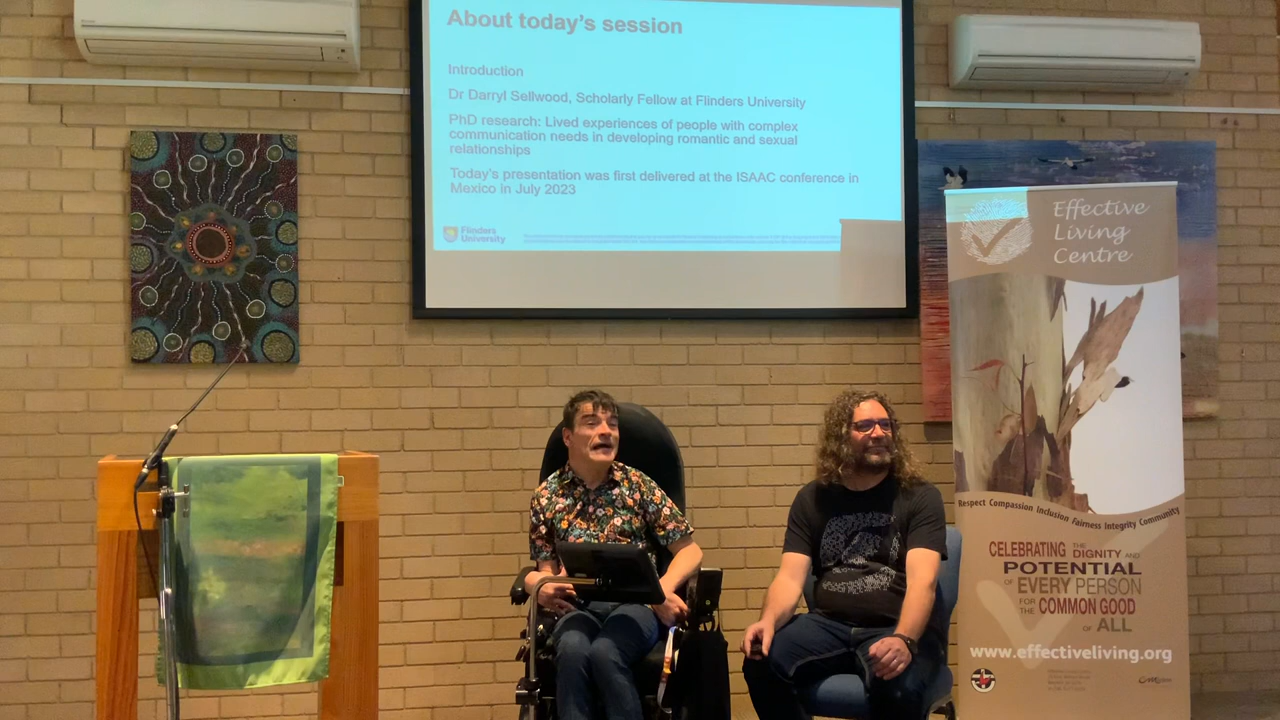 About today's session
Introduction
Dr Darryl Sellwood, Scholarly Fellow at Flinders University
PhD research: Lived experiences of people with complex
communication needs in developing romantic and sexual
relationships
Today's presentation was first delivered at the ISAAC conference in
Mexico in July 2023
Flinders
University
Effective
Living
Centre
Respect Compassion Inclusion Fairness Integrity Community
CELEBRATING THE DIGNITY AND
POTENTIAL
OF EVERY PERSON
FOR THE COMMON GOOD
OF ALL
www.effectiveliving.org